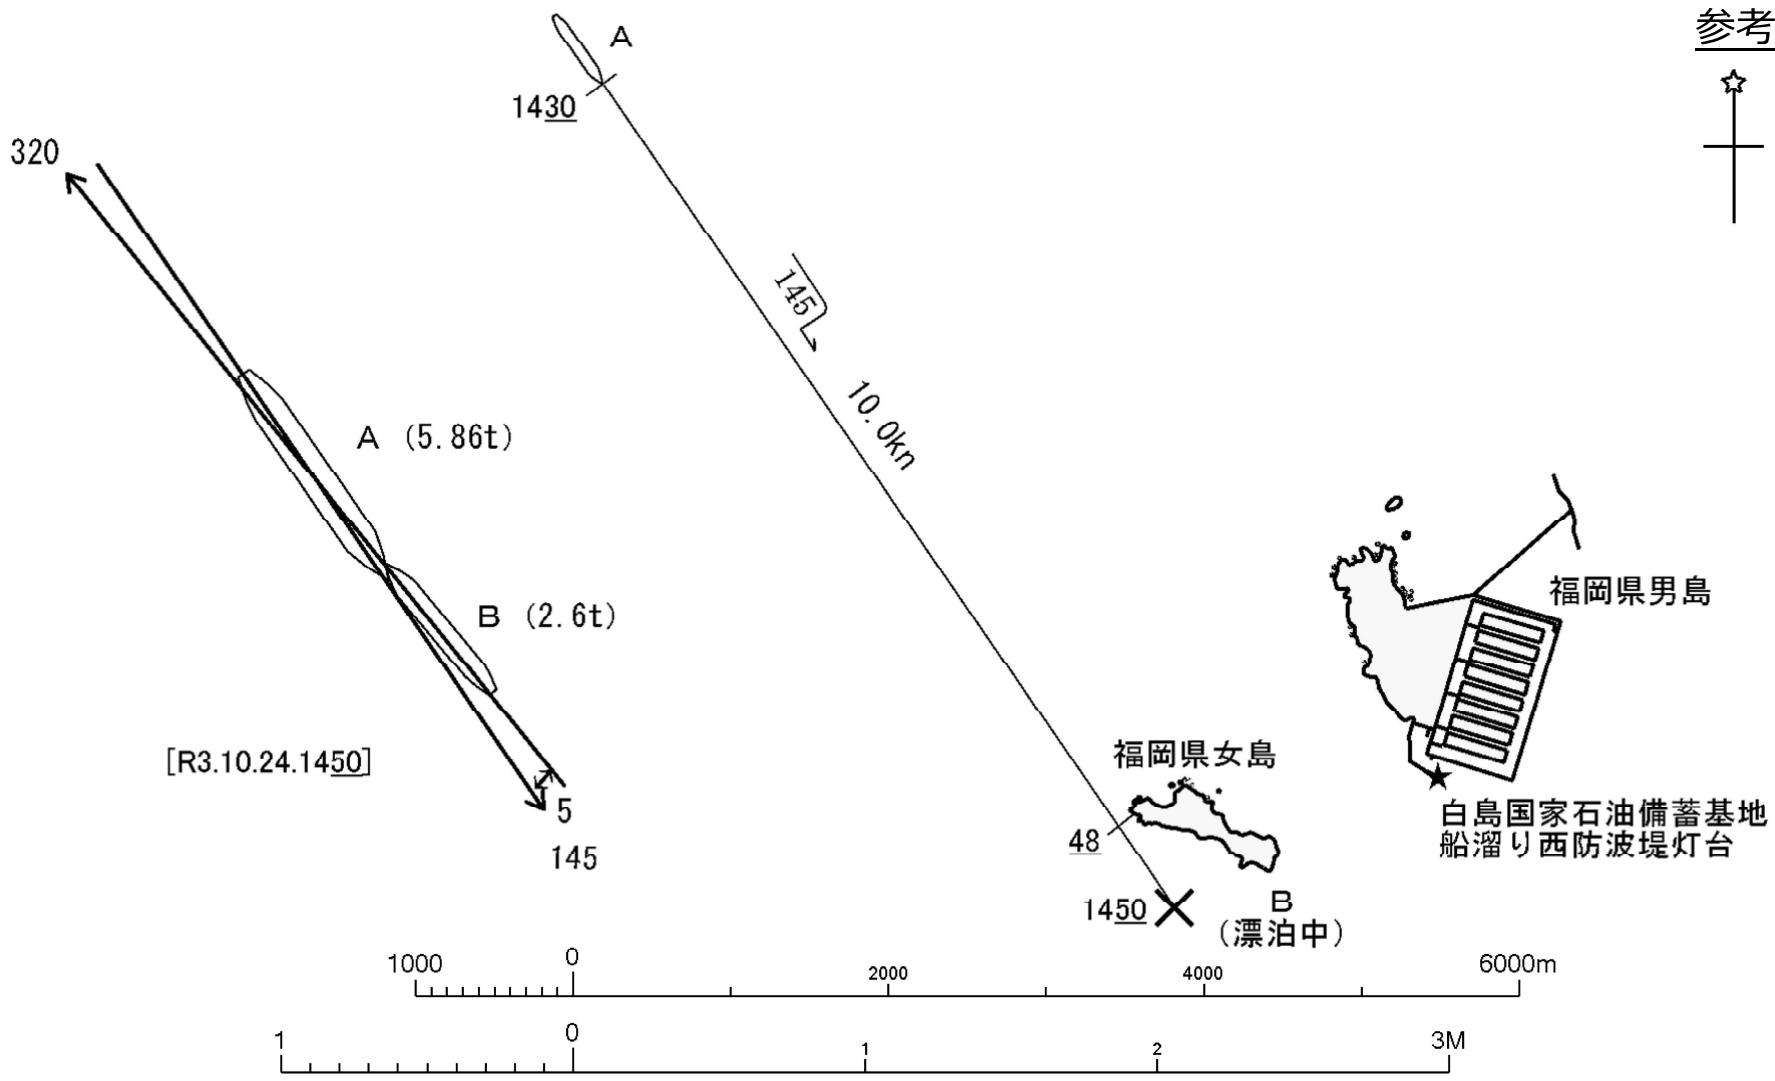 参考
A
1430
320
145
10.0kn
A (5.86t)
B (2.6t)
福岡県男島
[R3.10.24.1450]
5
145
福岡県女島
48
1450
B
(漂泊中)
白島国家石油備蓄基地
船溜り西防波堤灯台
1000 0 2000 4000 6000m
1 0 1 2 3M